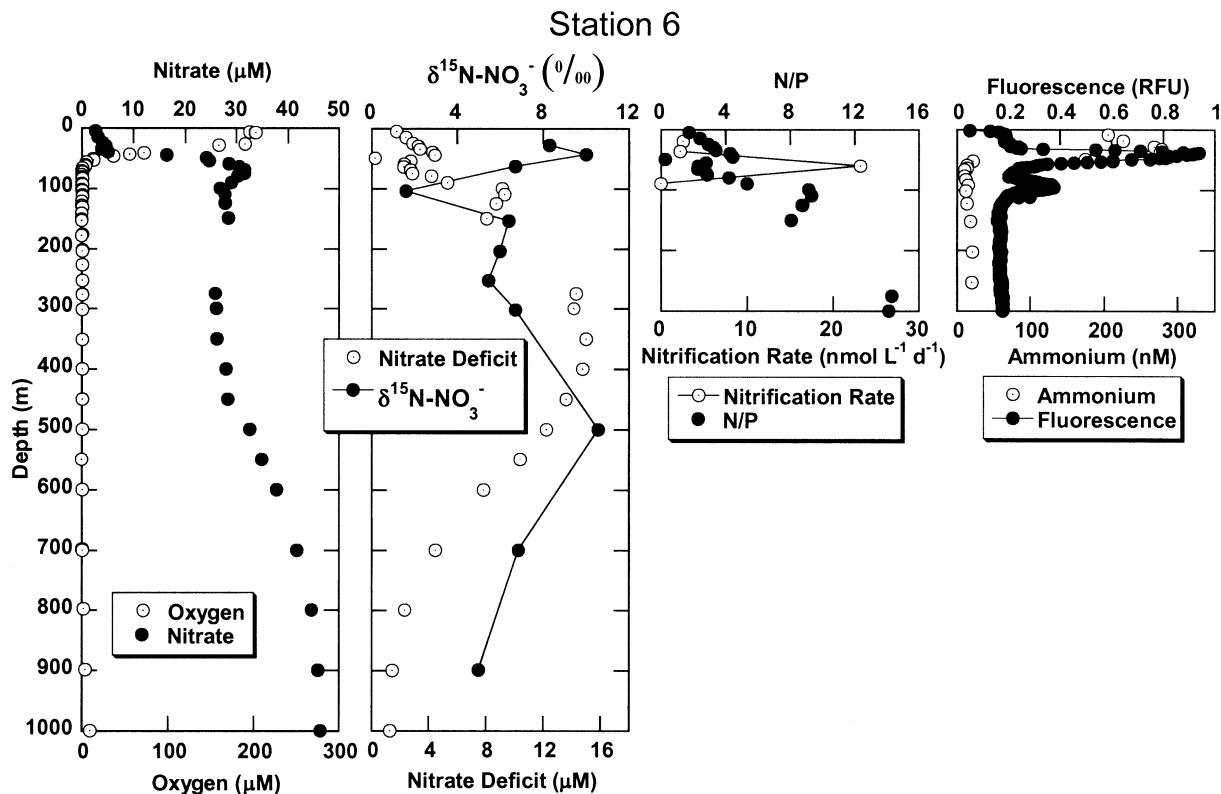 Station 6
Nitrate (μM)
0 10 20 30 40 50
0
100
200
300
400
500
600
700
800
900
1000
Depth (m)
Oxygen
Nitrate
0 100 200 300
Oxygen (μM)
δ¹⁵N-NO₃⁻ (⁰/₀₀)
0 4 8 12
Nitrate Deficit
δ¹⁵N-NO₃⁻
0 4 8 12 16
Nitrate Deficit (μM)
N/P
0 4 8 12 16
0 10 20 30
Nitrification Rate (nmol L⁻¹ d⁻¹)
Nitrification Rate
N/P
Fluorescence (RFU)
0 0.2 0.4 0.6 0.8 1
0 100 200 300
Ammonium (nM)
Ammonium
Fluorescence